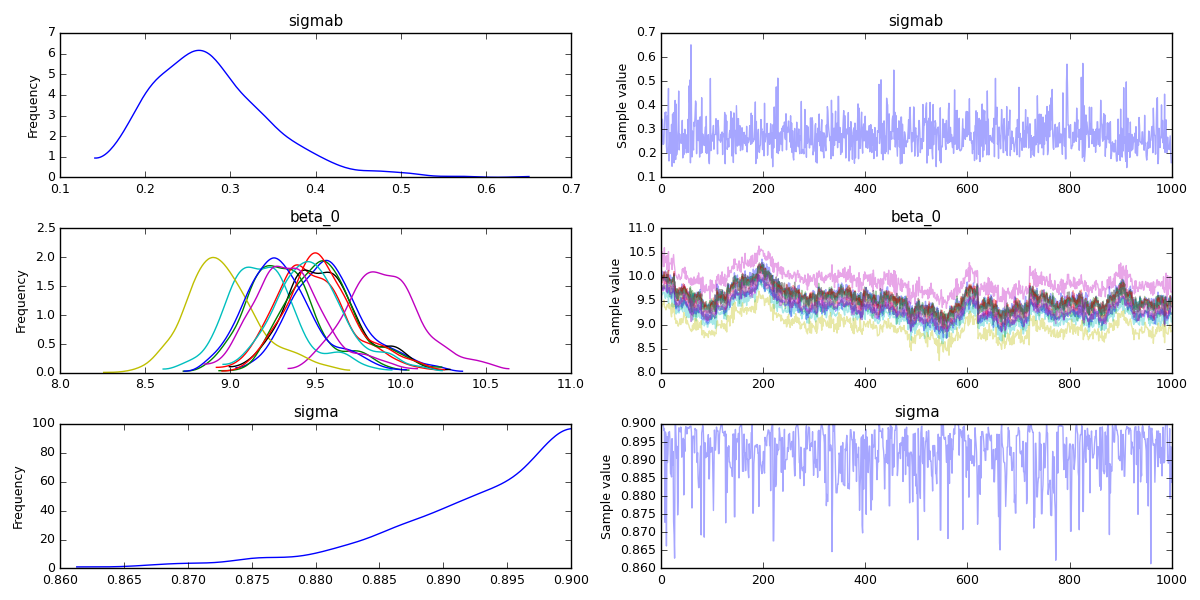 sigmab
Frequency
7
6
5
4
3
2
1
0
0.1 0.2 0.3 0.4 0.5 0.6 0.7
sigmab
Sample value
0.7
0.6
0.5
0.4
0.3
0.2
0.1
0 200 400 600 800 1000
beta_0
Frequency
2.5
2.0
1.5
1.0
0.5
0.0
8.0 8.5 9.0 9.5 10.0 10.5 11.0
beta_0
Sample value
11.0
10.5
10.0
9.5
9.0
8.5
8.0
0 200 400 600 800 1000
sigma
Frequency
100
80
60
40
20
0
0.860 0.865 0.870 0.875 0.880 0.885 0.890 0.895 0.900
sigma
Sample value
0.900
0.895
0.890
0.885
0.880
0.875
0.870
0.865
0.860
0 200 400 600 800 1000